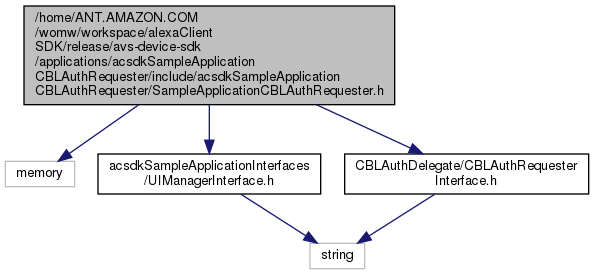 /home/ANT.AMAZON.COM
/womw/workspace/alexaClient
SDK/release/avs-device-sdk
/applications/acsdkSampleApplication
CBLAuthRequester/include/acsdkSampleApplication
CBLAuthRequester/SampleApplicationCBLAuthRequester.h
memory
acsdkSampleApplicationInterfaces
/UIManagerInterface.h
CBLAuthDelegate/CBLAuthRequester
Interface.h
string